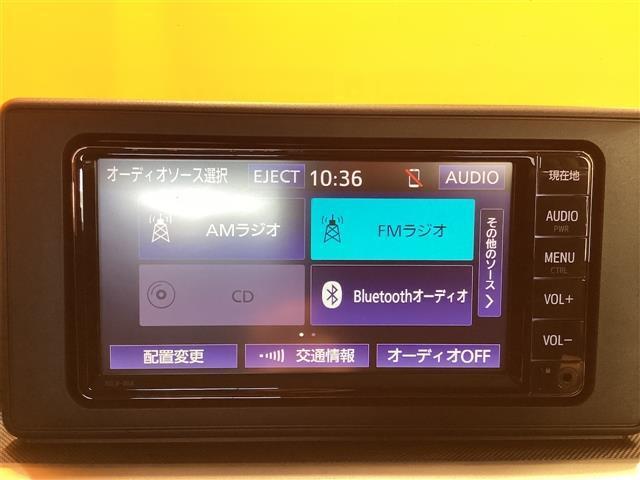 オーディオソース選択 EJECT 10:36 AUDIO
AMラジオ FMラジオ
CD Bluetoothオーディオ
その他のソース
配置変更 交通情報 オーディオOFF
現在地
AUDIO
PWR
MENU
CTRL
VOL+
VOL−